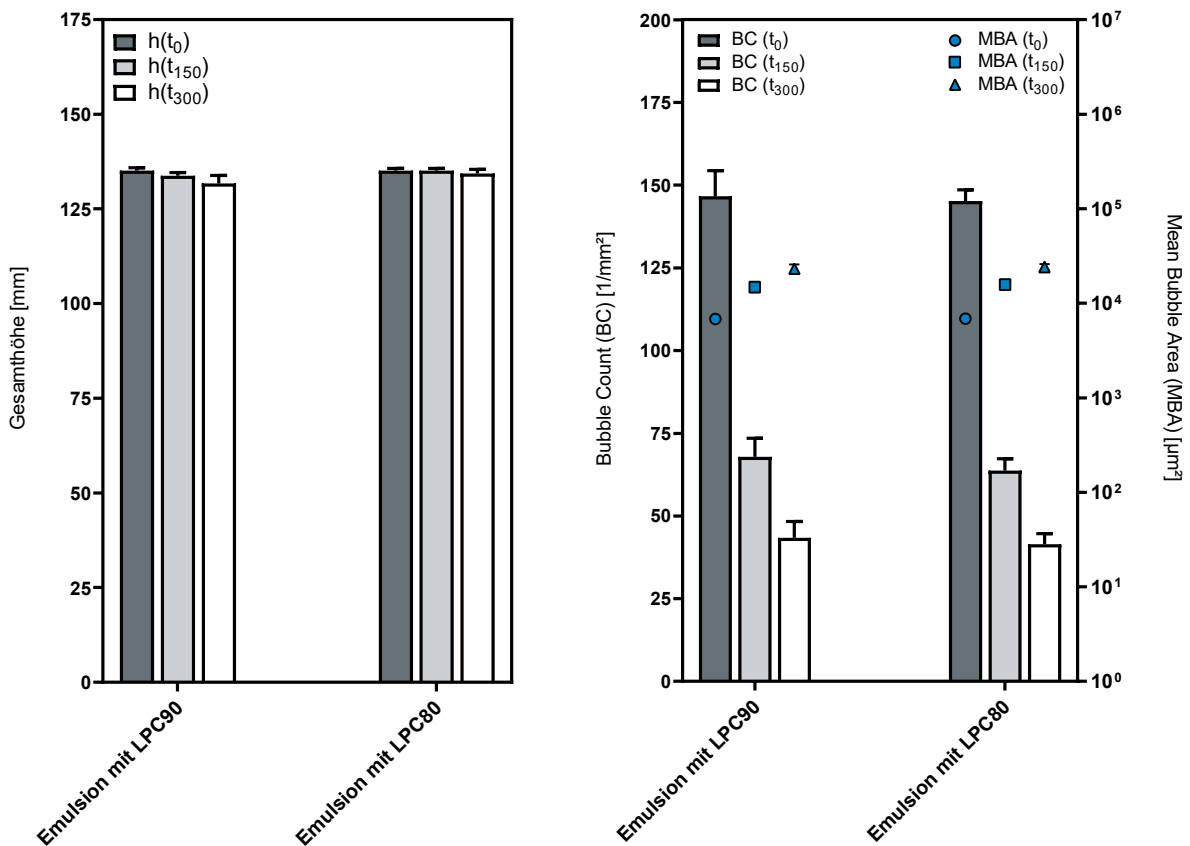 h(t₀)
h(t₁₅₀)
h(t₃₀₀)
Gesamthöhe [mm]
175
150
125
100
75
50
25
0
Emulsion mit LPC90
Emulsion mit LPC80
BC (t₀)
BC (t₁₅₀)
BC (t₃₀₀)
MBA (t₀)
MBA (t₁₅₀)
MBA (t₃₀₀)
Bubble Count (BC) [1/mm²]
200
175
150
125
100
75
50
25
0
10⁷
10⁶
10⁵
10⁴
10³
10²
10¹
10⁰
Mean Bubble Area (MBA) [µm²]
Emulsion mit LPC90
Emulsion mit LPC80